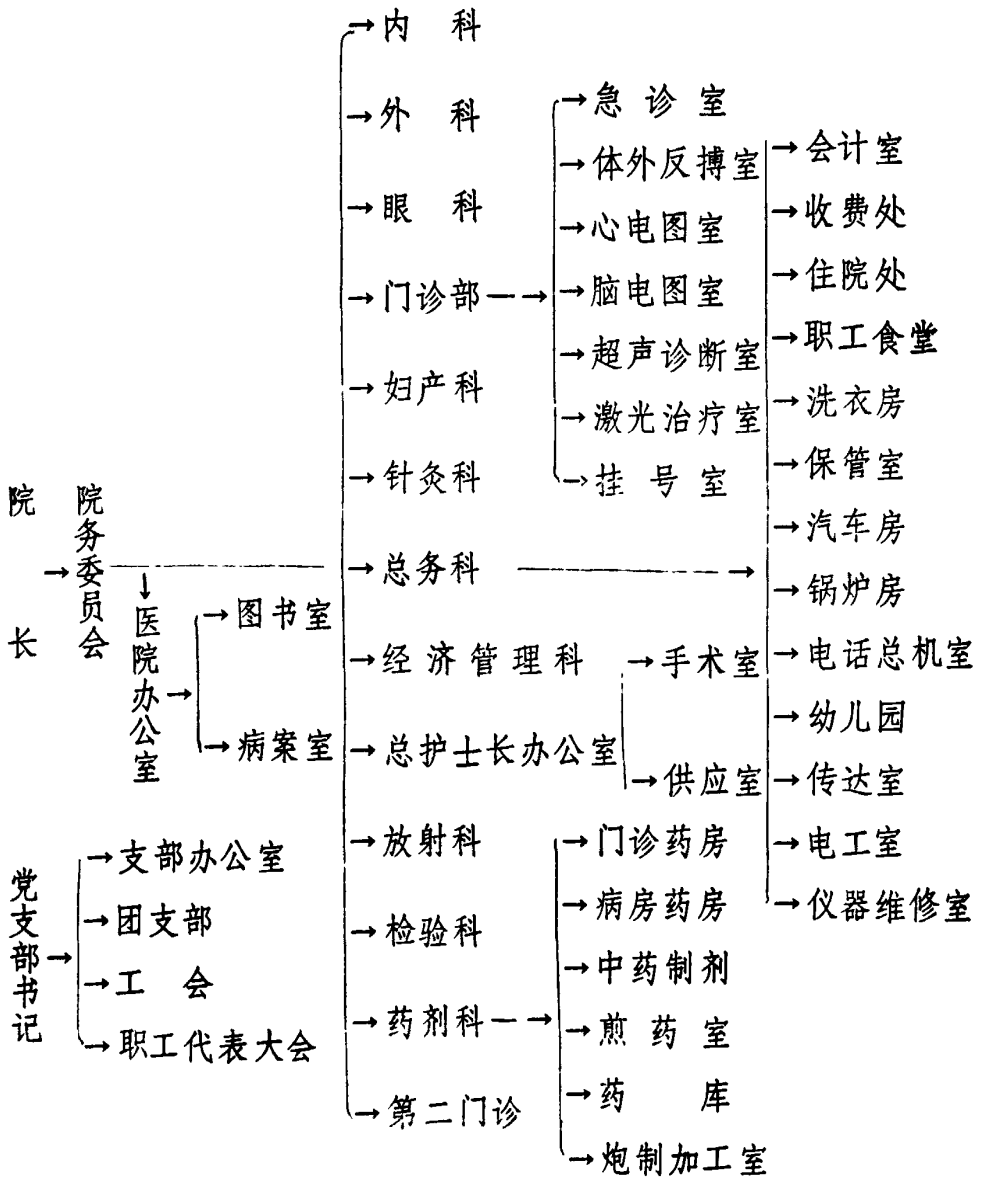 院长
院务委员会
医院办公室
图书室
病案室
内科
外科
眼科
门诊部
妇产科
针灸科
总务科
经济管理科
总护士长办公室
放射科
检验科
药剂科
第二门诊
急诊室
体外反搏室
心电图室
脑电图室
超声诊断室
激光治疗室
挂号室
手术室
供应室
门诊药房
病房药房
中药制剂
煎药室
药库
炮制加工室
会计室
收费处
住院处
职工食堂
洗衣房
保管室
汽车房
锅炉房
电话总机室
幼儿园
传达室
电工室
仪器维修室
党支部书记
支部办公室
团支部
工会
职工代表大会